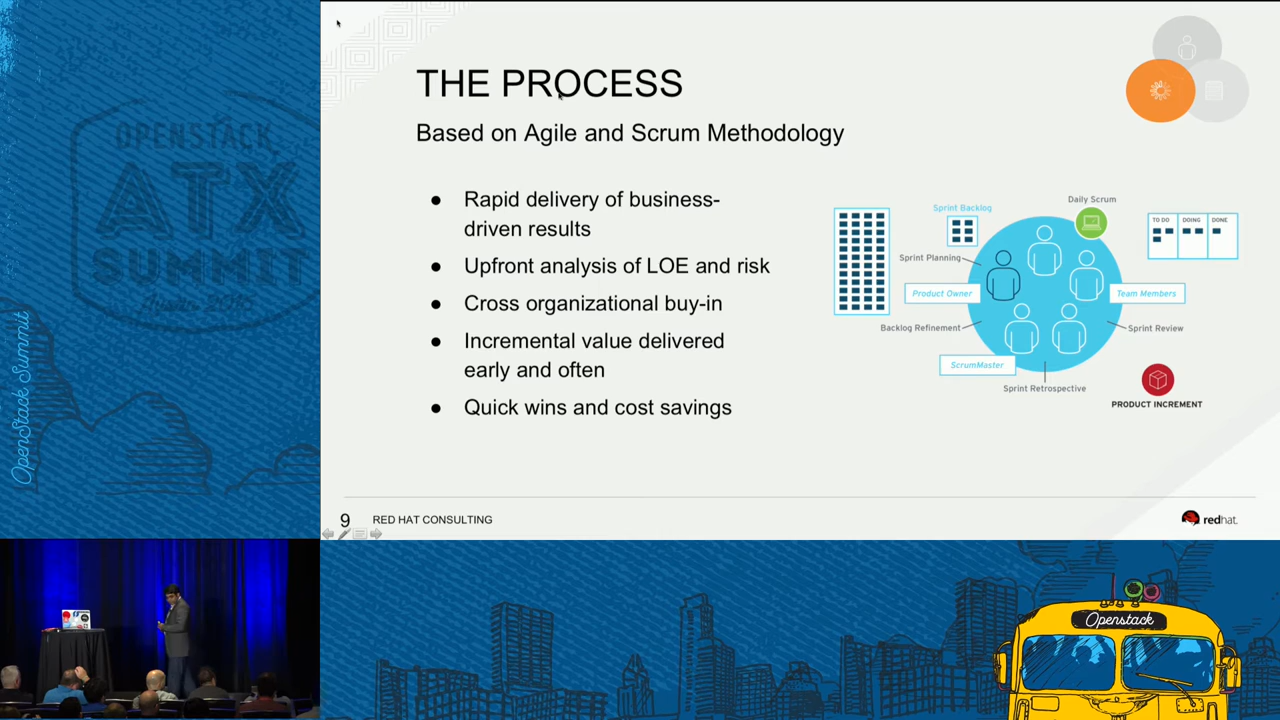 THE PROCESS
Based on Agile and Scrum Methodology
● Rapid delivery of business-
driven results
● Upfront analysis of LOE and risk
● Cross organizational buy-in
● Incremental value delivered
early and often
● Quick wins and cost savings
Sprint Backlog
Daily Scrum
TO DO
DOING
DONE
Sprint Planning
Product Owner
Team Members
Backlog Refinement
Sprint Review
ScrumMaster
Sprint Retrospective
PRODUCT INCREMENT
9
RED HAT CONSULTING
redhat.
OPENSTACK
ATX
OpenStack Summit
Openstack